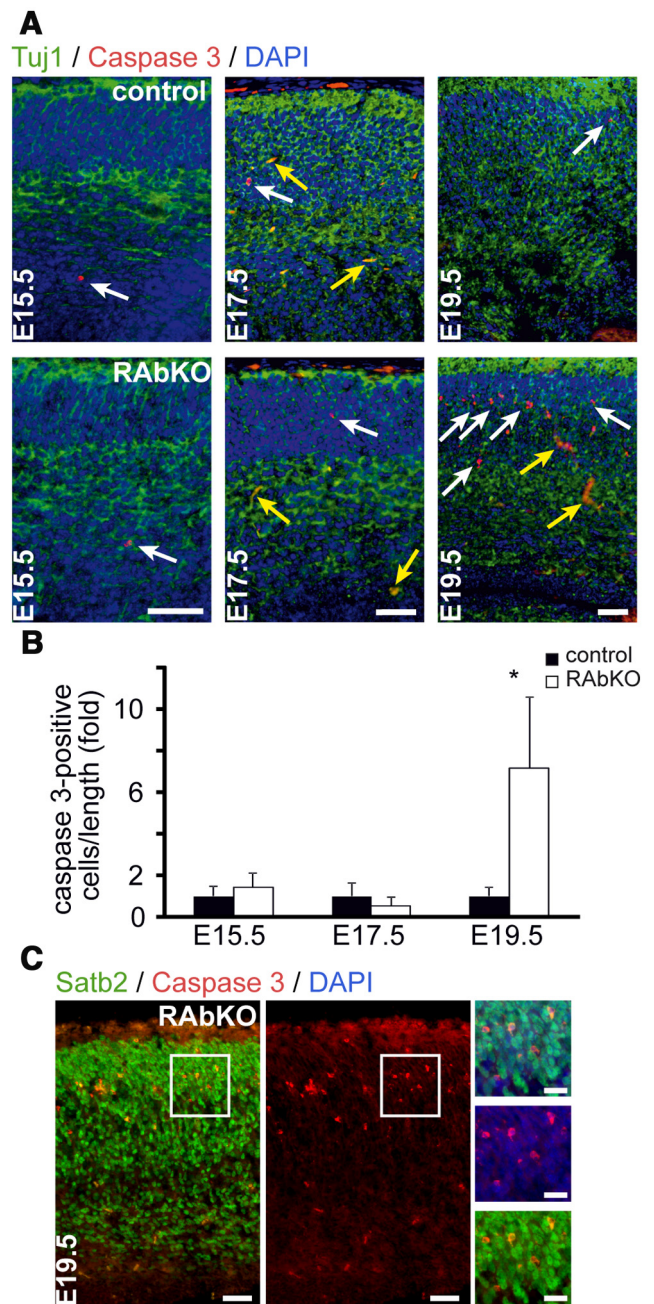 A
Tuj1 / Caspase 3 / DAPI
control
E15.5
E17.5
E19.5
RAbKO
E15.5
E17.5
E19.5
B
control
RAbKO
*
caspase 3-positive
cells/length (fold)
10
6
2
0
E15.5
E17.5
E19.5
C
Satb2 / Caspase 3 / DAPI
RAbKO
E19.5